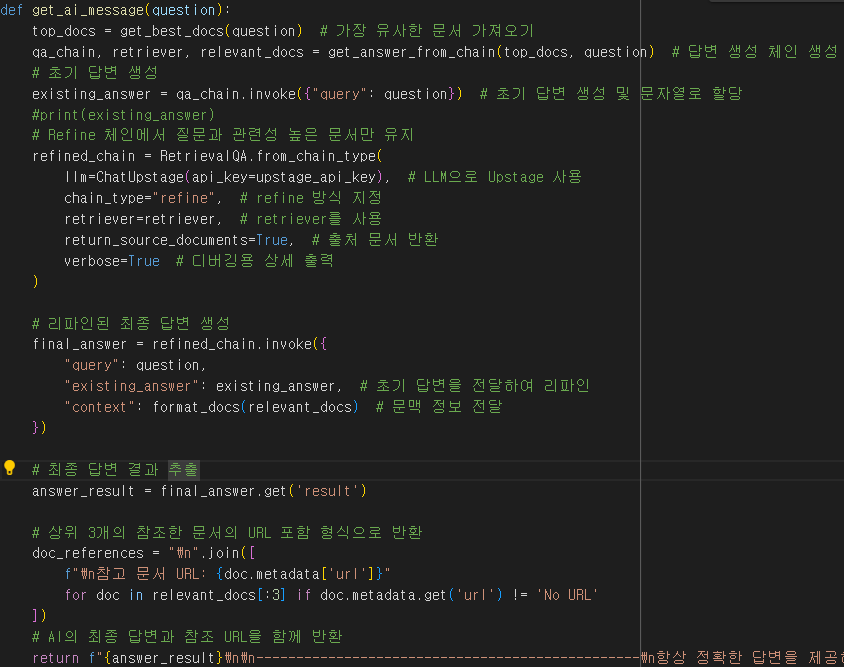 def get_ai_message(question):
top_docs = get_best_docs(question)  # 가장 유사한 문서 가져오기
qa_chain, retriever, relevant_docs = get_answer_from_chain(top_docs, question)  # 답변 생성 체인 생성
# 초기 답변 생성
existing_answer = qa_chain.invoke({"query": question})  # 초기 답변 생성 및 문자열로 할당
#print(existing_answer)
# Refine 체인에서 질문과 관련성 높은 문서만 유지
refined_chain = RetrievalQA.from_chain_type(
llm=ChatUpstage(api_key=upstage_api_key),  # LLM으로 Upstage 사용
chain_type="refine",  # refine 방식 지정
retriever=retriever,  # retriever를 사용
return_source_documents=True,  # 출처 문서 반환
verbose=True  # 디버깅용 상세 출력
)
# 리파인된 최종 답변 생성
final_answer = refined_chain.invoke({
"query": question,
"existing_answer": existing_answer,  # 초기 답변을 전달하여 리파인
"context": format_docs(relevant_docs)  # 문맥 정보 전달
})
# 최종 답변 결과 추출
answer_result = final_answer.get('result')
# 상위 3개의 참조한 문서의 URL 포함 형식으로 반환
doc_references = "₩n".join([
f"₩n참고 문서 URL: {doc.metadata['url']}"
for doc in relevant_docs[:3] if doc.metadata.get('url') != 'No URL'
])
# AI의 최종 답변과 참조 URL을 함께 반환
return f"{answer_result}₩n₩n------------------------------------------------₩n항상 정확한 답변을 제공